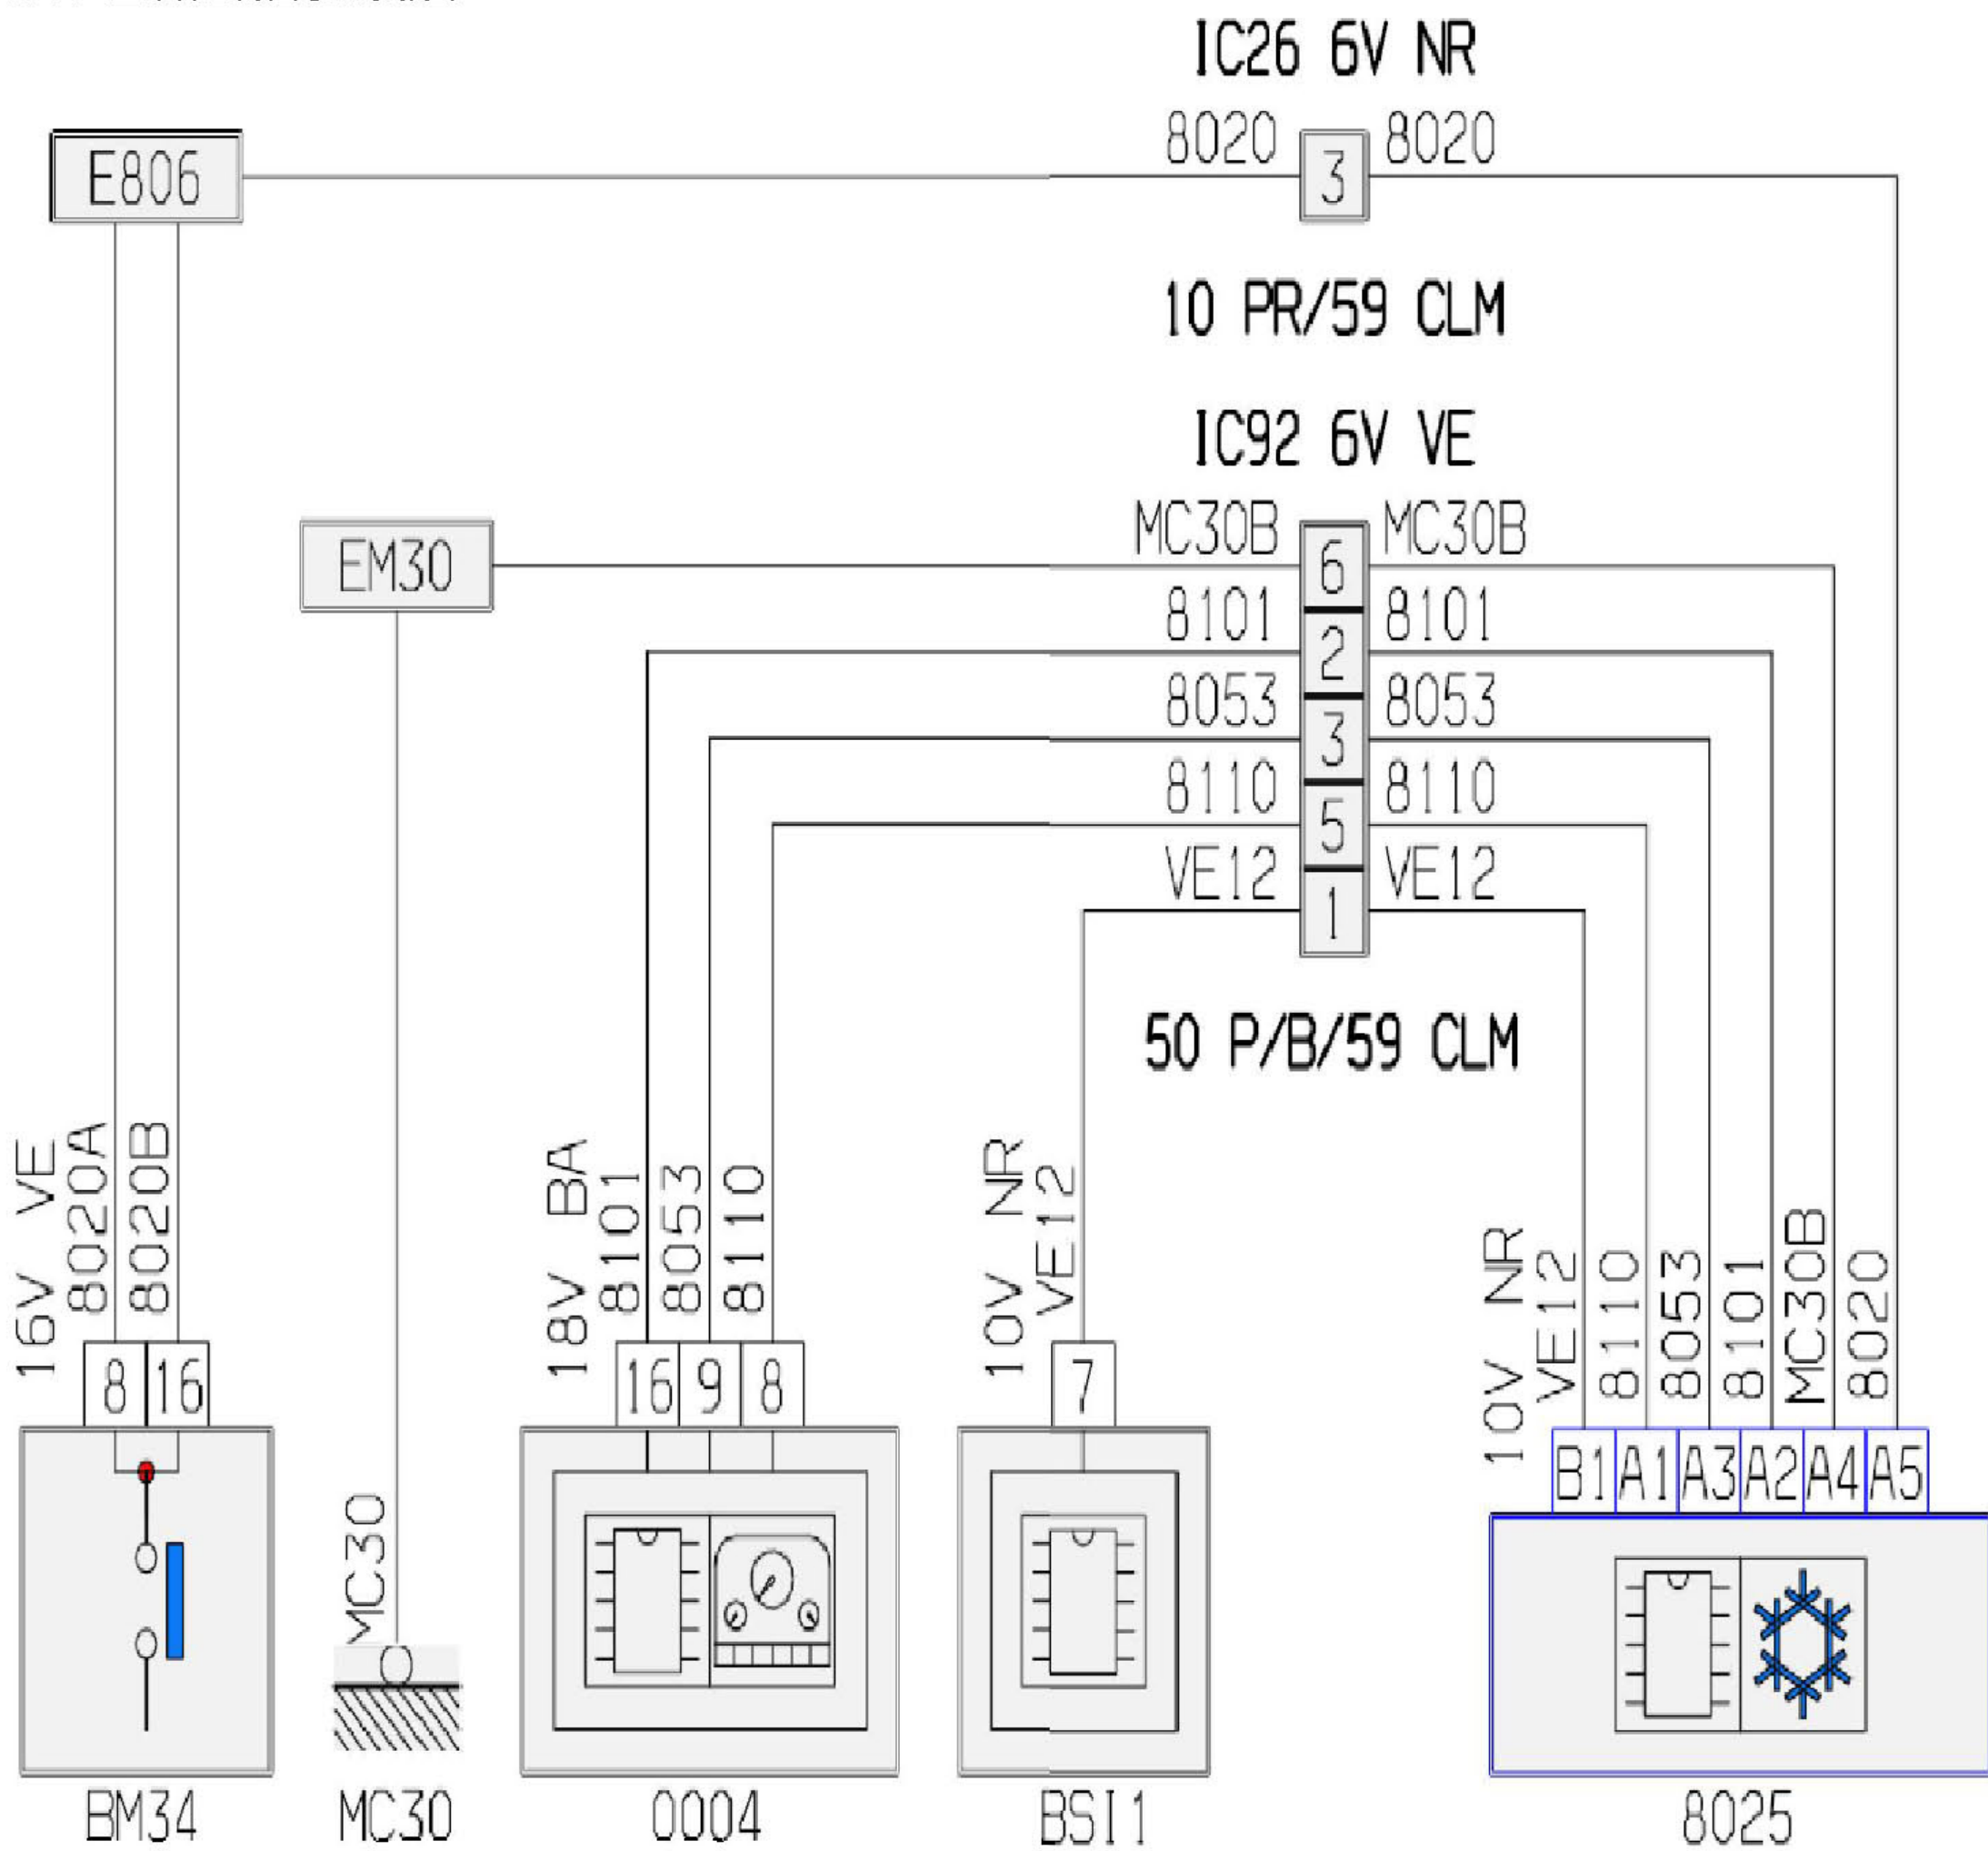 IC26 6V NR
8020 3 8020
E806
10 PR/59 CLM
IC92 6V VE
EM30
MC30B 6 MC30B
8101 2 8101
8053 3 8053
8110 5 8110
VE12 1 VE12
50 P/B/59 CLM
16V VE
8020A
8020B
MC30
18V BA
8101
8053
8110
10V NR
VE12
10V NR
VE12
8110
8053
8101
MC30B
8020
8 16
16 9 8
7
B1 A1 A3 A2 A4 A5
BM34
MC30
0004
BSI1
8025